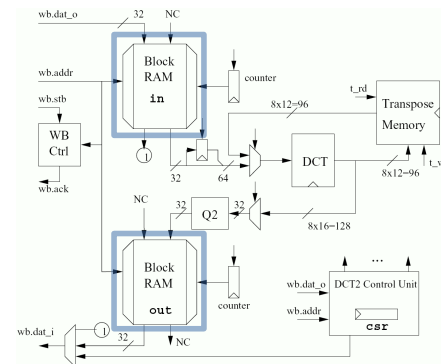 wb.dat_o
32
NC
wb.addr
Block
RAM
in
counter
wb.stb
WB
Ctrl
wb.ack
1
32
64
8x12=96
t_rd
Transpose
Memory
DCT
8x12=96
NC
32
Q2
32
8x16=128
Block
RAM
out
counter
...
wb.dat_o
DCT2 Control Unit
wb.addr
csr
wb.dat_i
1
32
NC